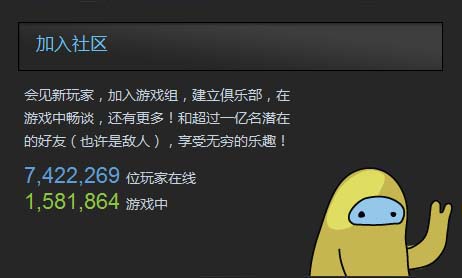 加入社区
会见新玩家，加入游戏组，建立俱乐部，在
游戏中畅谈，还有更多！和超过一亿名潜在
的好友（也许是敌人），享受无穷的乐趣！
7,422,269 位玩家在线
1,581,864 游戏中